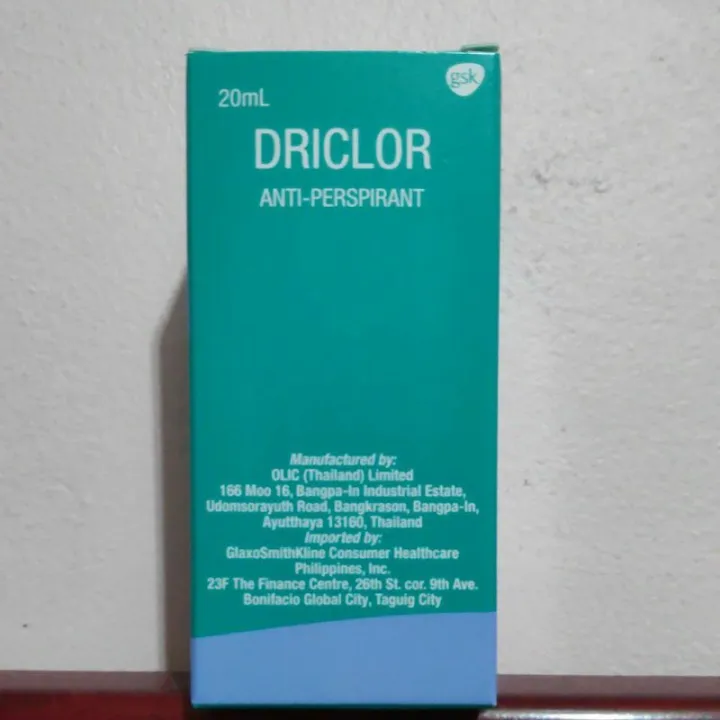 gsk
20mL
DRICLOR
ANTI-PERSPIRANT
Manufactured by:
OLIC (Thailand) Limited
166 Moo 16, Bangpa-In Industrial Estate,
Udomsorayuth Road, Bangkrason, Bangpa-In,
Ayutthaya 13160, Thailand
Imported by:
GlaxoSmithKline Consumer Healthcare
Philippines, Inc.
23F The Finance Centre, 26th St. cor. 9th Ave.
Bonifacio Global City, Taguig City